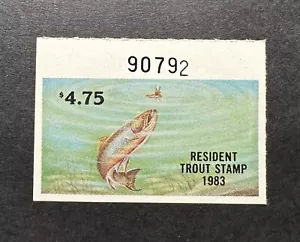 90792
$4.75
RESIDENT
TROUT STAMP
1983